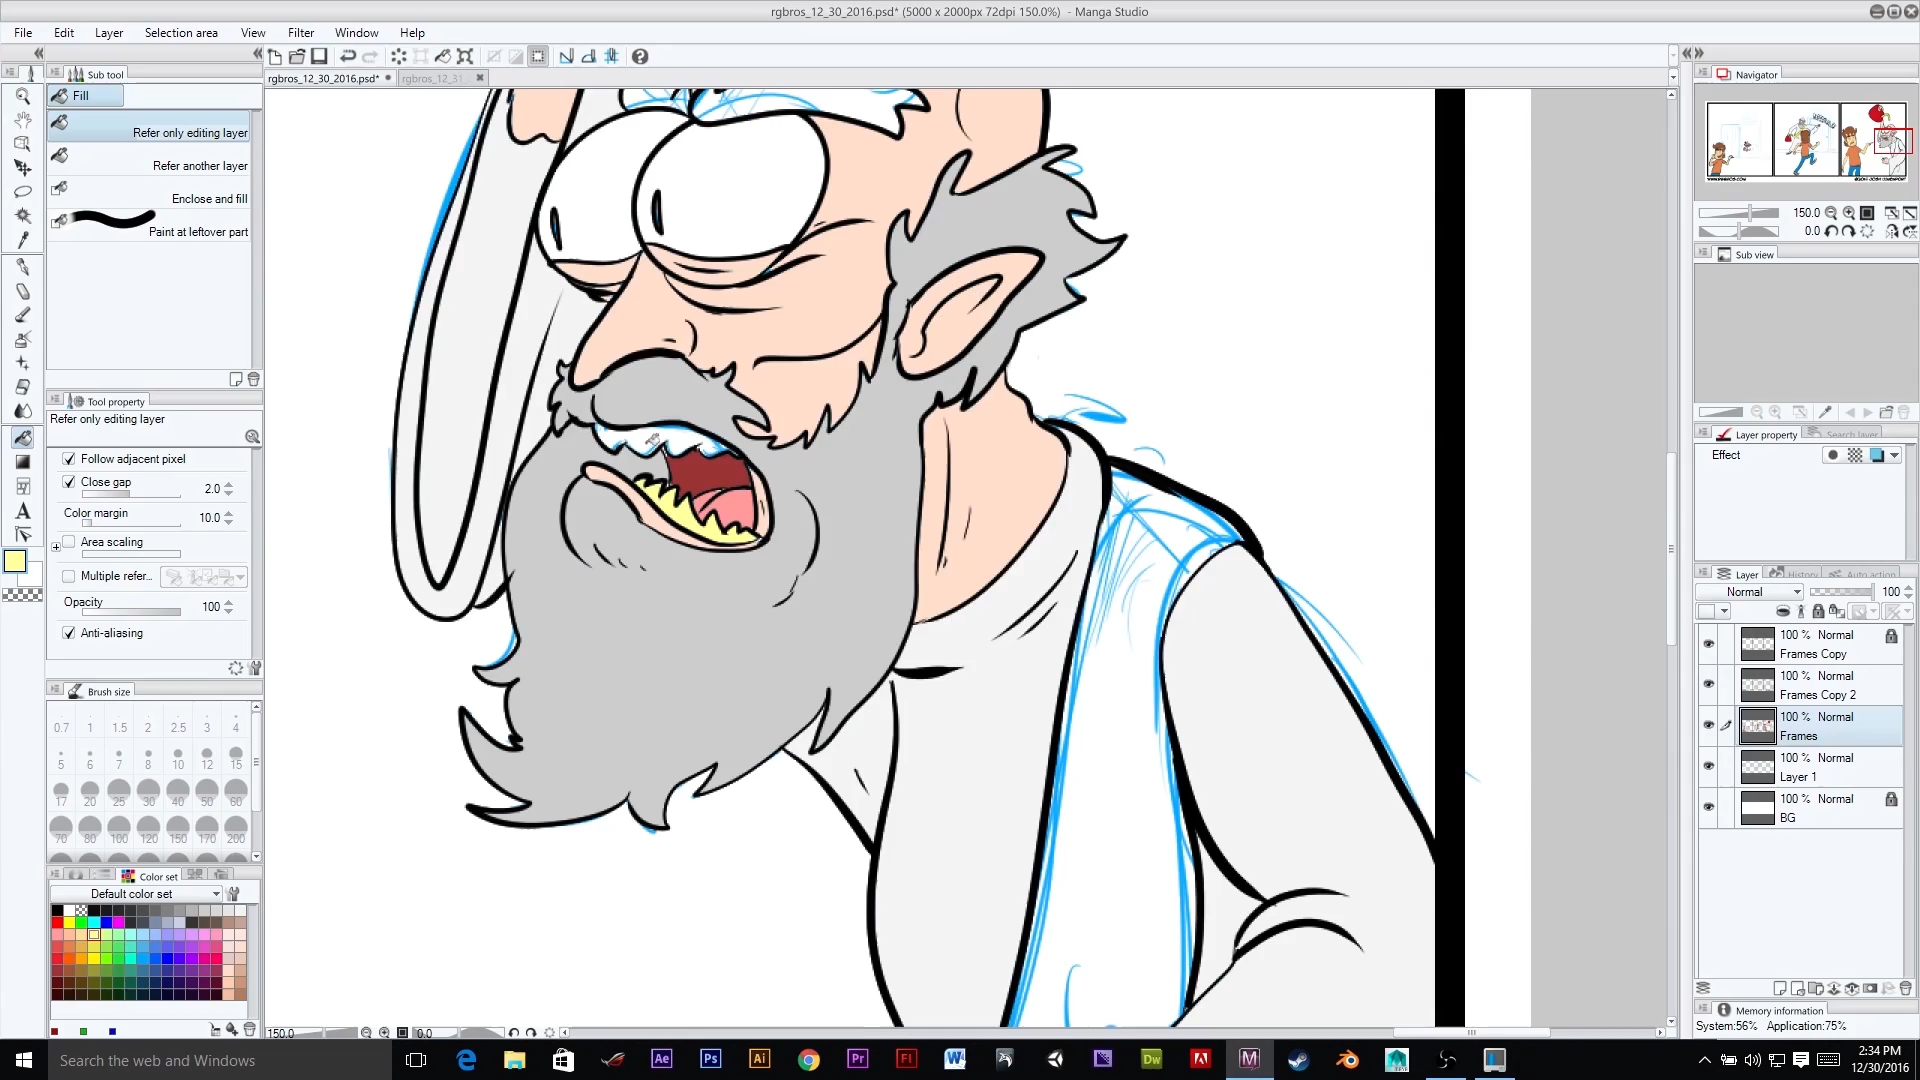 rgbros_12_30_2016.psd* (5000 x 2000px 72dpi 150.0%) - Manga Studio
File Edit Layer Selection area View Filter Window Help
rgbros_12_30_2016.psd* rgbros_12_31
Sub tool
Fill
Refer only editing layer
Refer another layer
Enclose and fill
Paint at leftover part
Tool property
Refer only editing layer
Follow adjacent pixel
Close gap 2.0
Color margin 10.0
Area scaling
Multiple refer...
Opacity 100
Anti-aliasing
Brush size
0.7 1 1.5 2 2.5 3 4
5 6 7 8 10 12 15
17 20 25 30 40 50 60
70 80 100 120 150 170 200
Color set
Default color set
150.0 0.0
Navigator
150.0
0.0
Sub view
Layer property Search layer
Effect
Layer History Auto action
Normal 100
100 % Normal
Frames Copy
100 % Normal
Frames Copy 2
100 % Normal
Frames
100 % Normal
Layer 1
100 % Normal
BG
Memory information
System:56% Application:75%
Search the web and Windows
Ae Ps Ai Pr Fl W Dw M
2:34 PM
12/30/2016